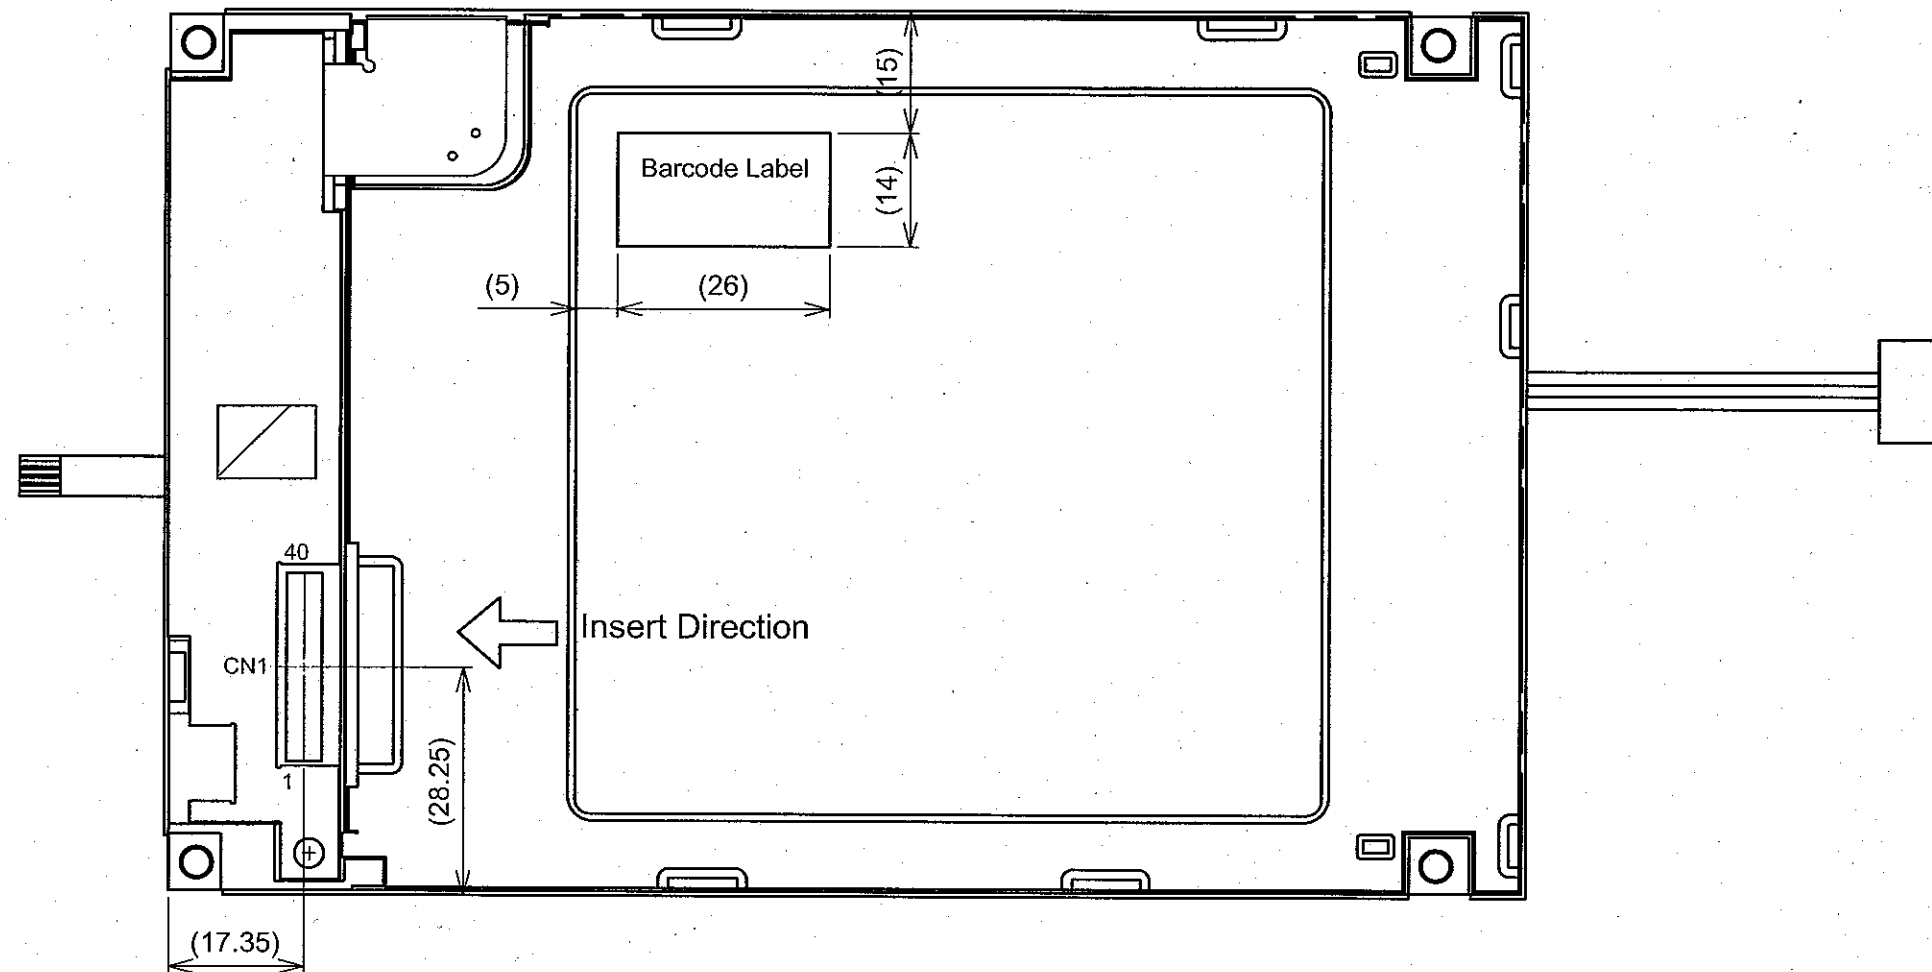 (15)
Barcode Label
(14)
(5)
(26)
40
Insert Direction
CN1
(28.25)
1
(17.35)